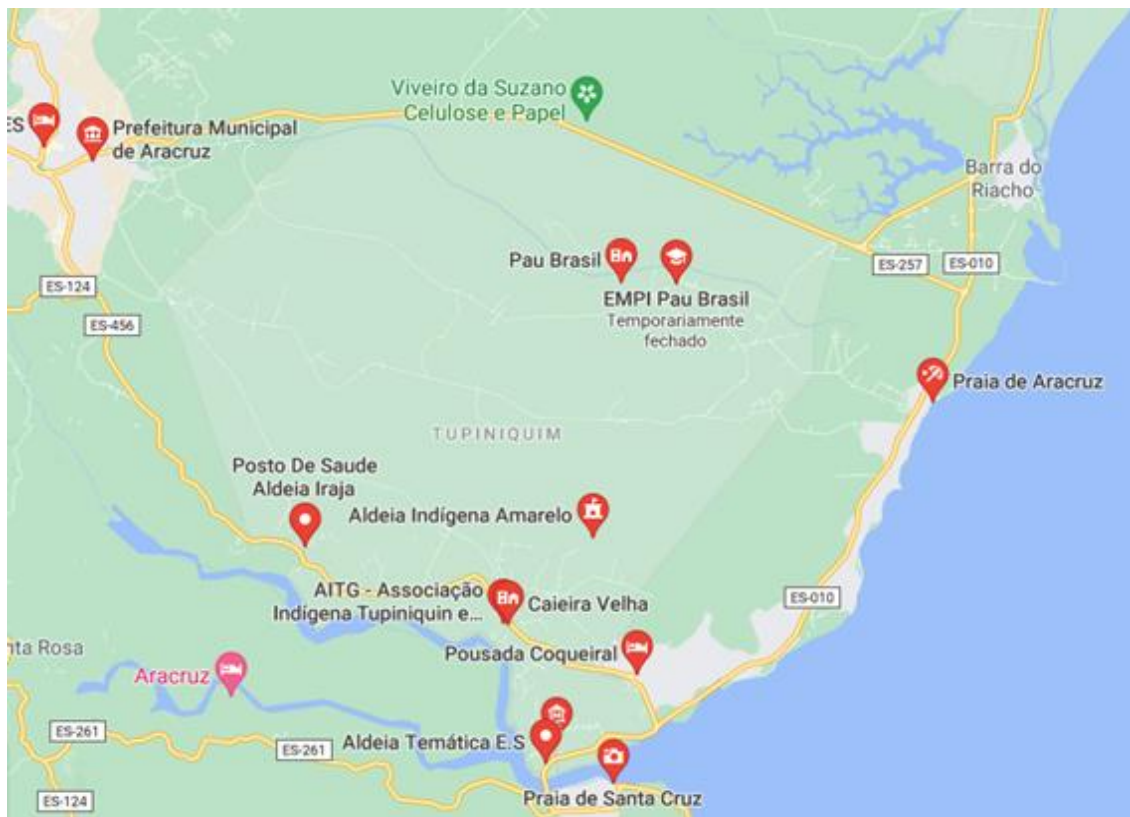 Viveiro da Suzano
Celulose e Papel
ES
Prefeitura Municipal
de Aracruz
Barra do
Riacho
Pau Brasil
ES-257
ES-010
ES-124
EMPI Pau Brasil
Temporariamente
fechado
ES-456
Praia de Aracruz
TUPINIQUIM
Posto De Saude
Aldeia Iraja
Aldeia Indígena Amarelo
AITG - Associação
Indígena Tupiniquin e...
Caieira Velha
ES-010
nta Rosa
Pousada Coqueiral
Aracruz
ES-261
ES-261
Aldeia Temática E.S
ES-124
Praia de Santa Cruz